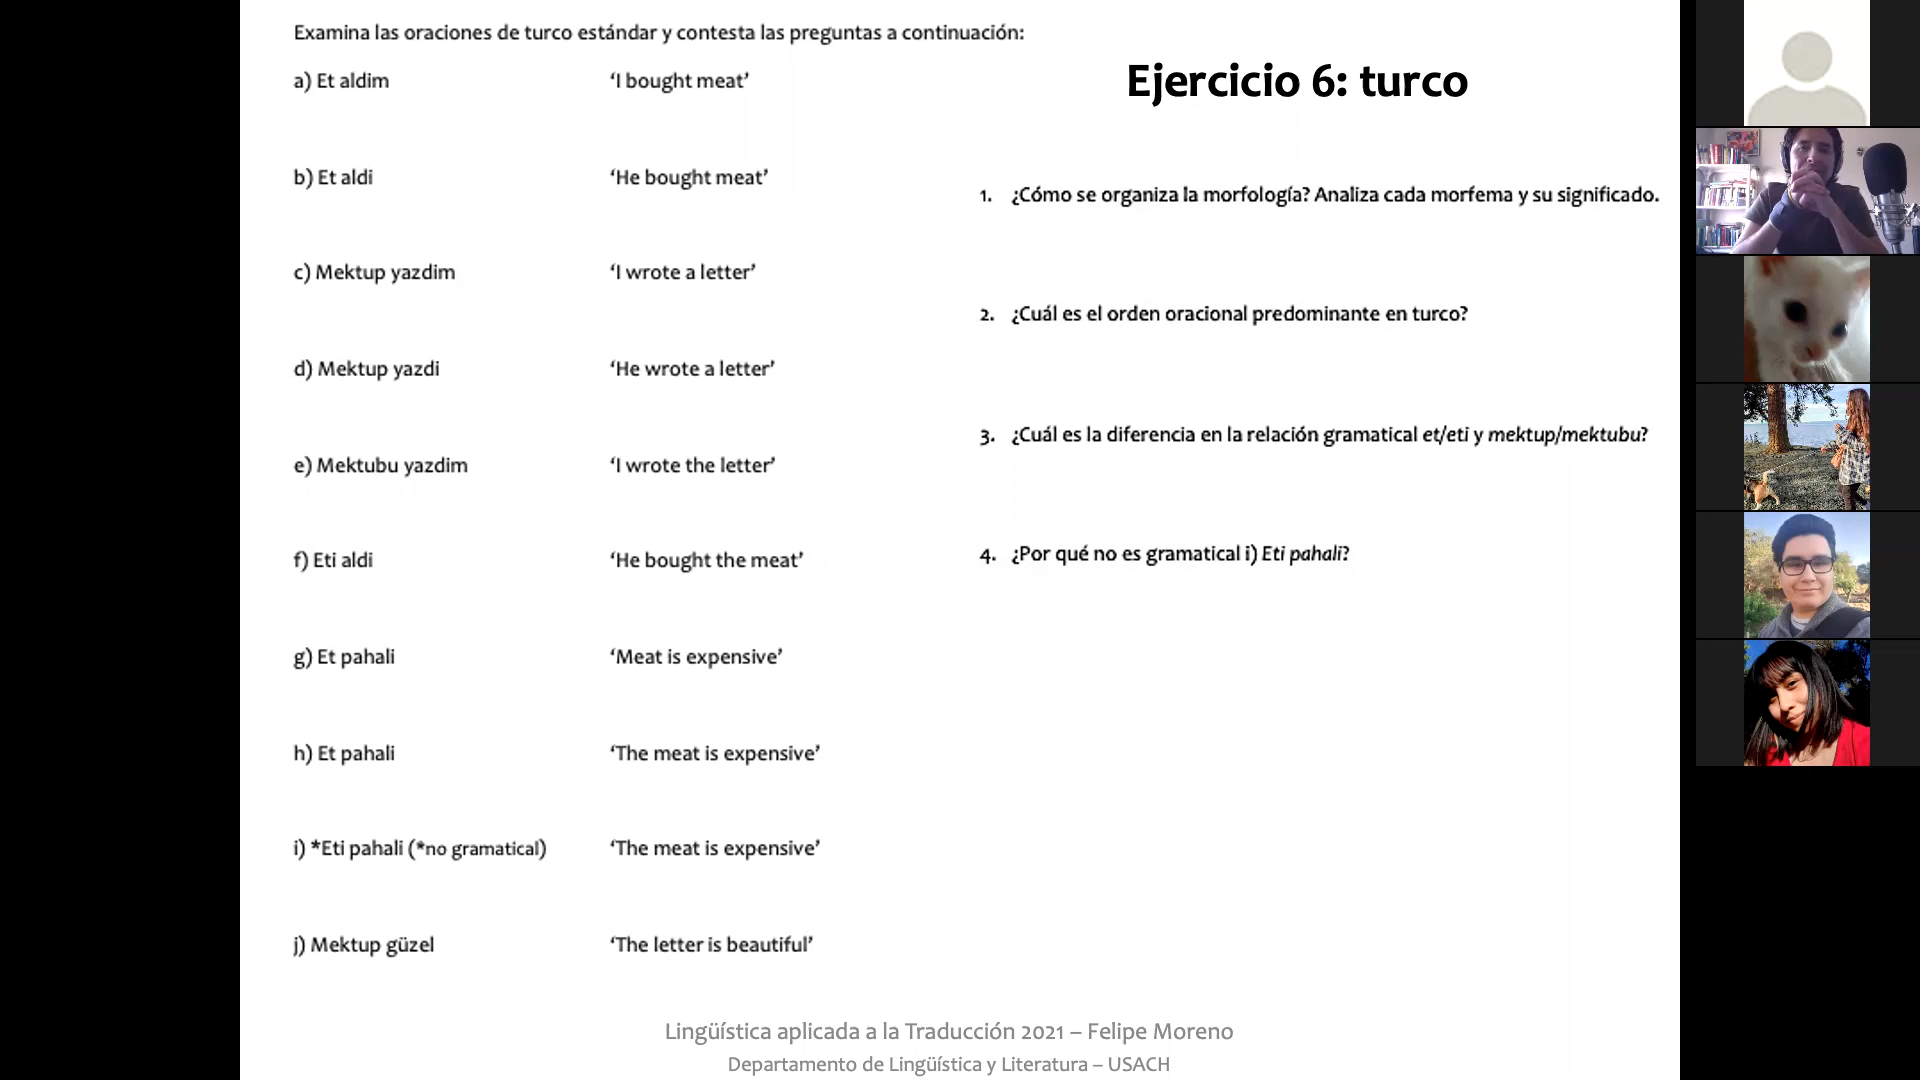 Examina las oraciones de turco estándar y contesta las preguntas a continuación:
Ejercicio 6: turco
a) Et aldim ‘I bought meat’
b) Et aldi ‘He bought meat’
c) Mektup yazdim ‘I wrote a letter’
d) Mektup yazdi ‘He wrote a letter’
e) Mektubu yazdim ‘I wrote the letter’
f) Eti aldi ‘He bought the meat’
g) Et pahali ‘Meat is expensive’
h) Et pahali ‘The meat is expensive’
i) *Eti pahali (*no gramatical) ‘The meat is expensive’
j) Mektup güzel ‘The letter is beautiful’
1. ¿Cómo se organiza la morfología? Analiza cada morfema y su significado.
2. ¿Cuál es el orden oracional predominante en turco?
3. ¿Cuál es la diferencia en la relación gramatical et/eti y mektup/mektubu?
4. ¿Por qué no es gramatical i) Eti pahali?
Lingüística aplicada a la Traducción 2021 – Felipe Moreno
Departamento de Lingüística y Literatura – USACH